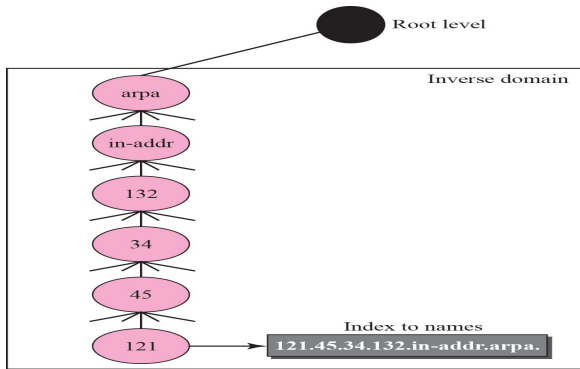 Root level
Inverse domain
arpa
in-addr
132
34
45
Index to names
121
121.45.34.132.in-addr.arpa.